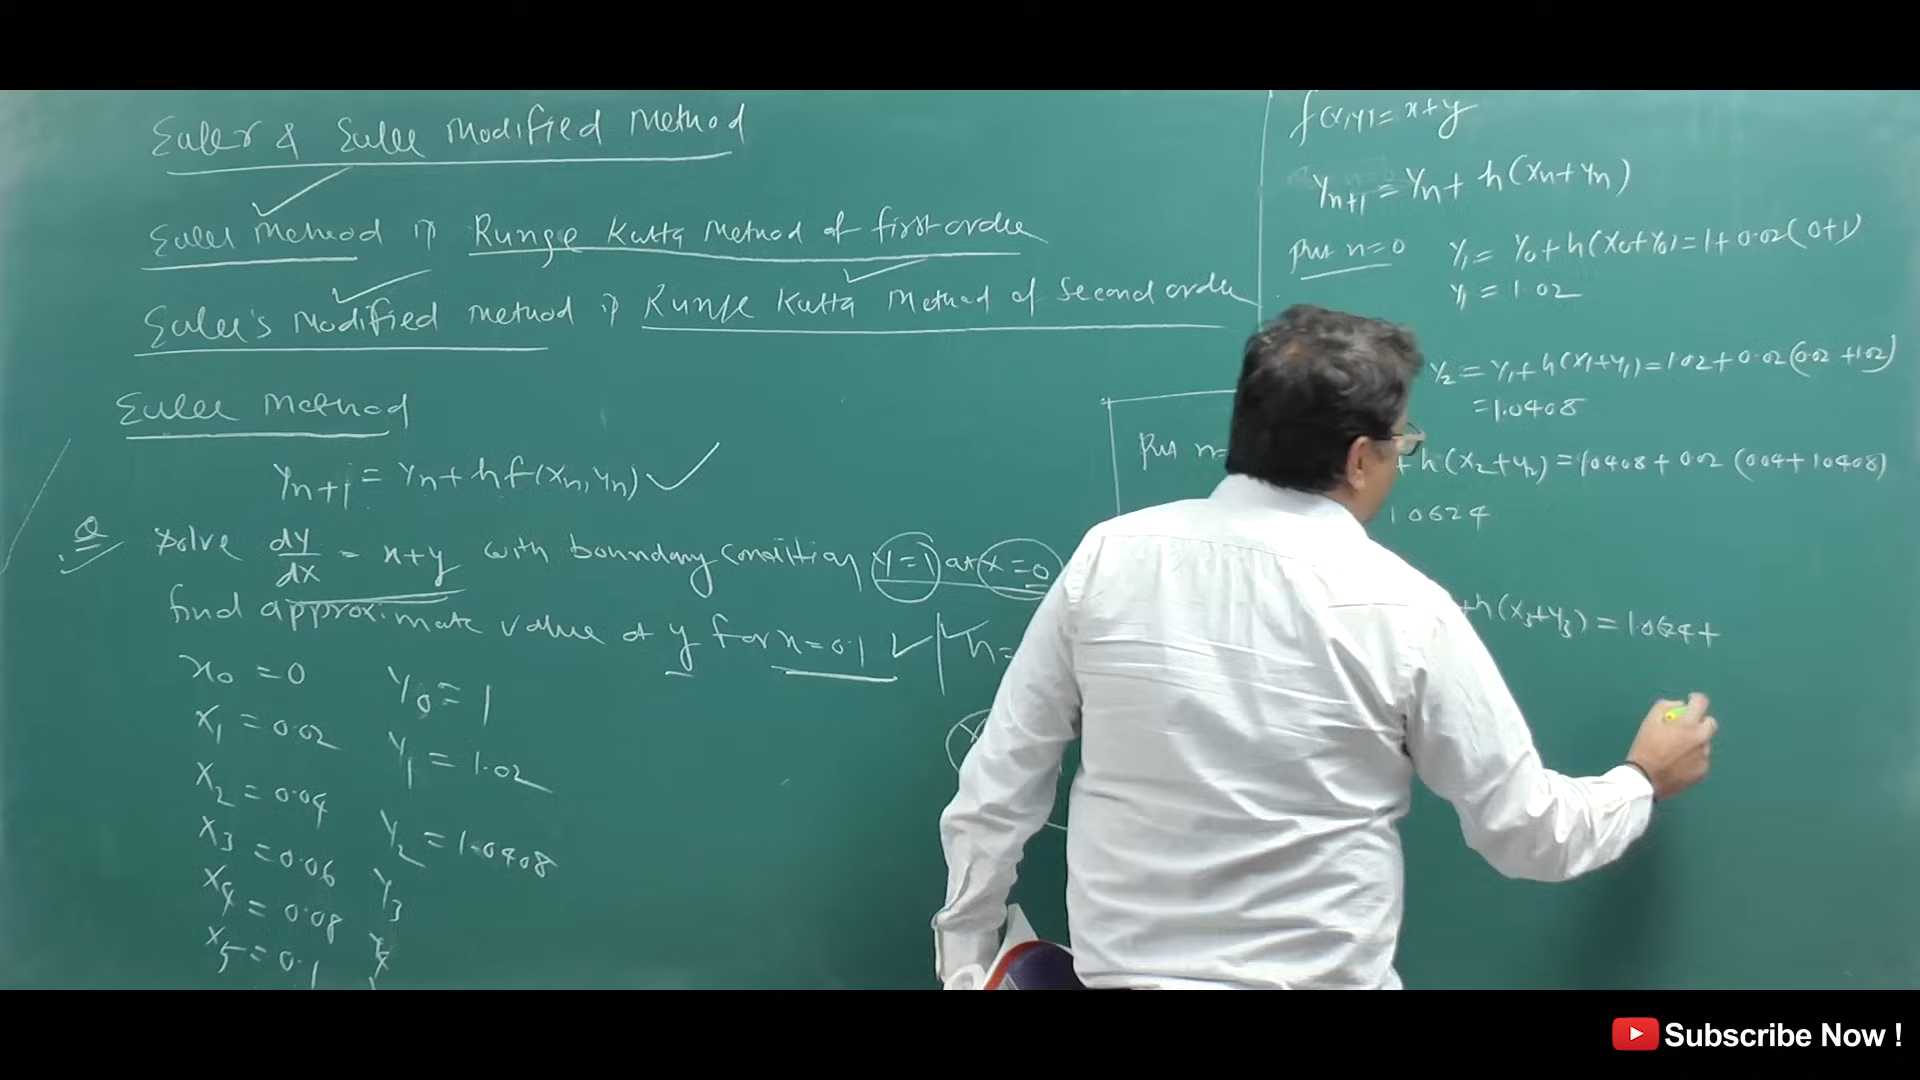 Euler & Euler Modified Method
Euler Method is Runge Kutta Method of first order
Euler's Modified Method is Runge Kutta Method of Second order
Euler Method
Yn+1 = Yn + h f(Xn, Yn)
Q Solve dy/dx = x+y with boundary condition y=1 at x=0
find approximate value of y for x=0.1 h=
x0 = 0 Y0 = 1
X1 = 0.02 Y1 = 1.02
X2 = 0.04
X3 = 0.06 Y2 = 1.0408
X4 = 0.08 Y3
X5 = 0.1 Y4
f(x,y) = x+y
Yn+1 = Yn + h(Xn+Yn)
Put n=0 Y1 = Y0 + h(X0+Y0) = 1+0.02(0+1)
Y1 = 1.02
Y2 = Y1 + h(X1+Y1) = 1.02+0.02(0.02+1.02)
= 1.0408
Put n= + h(X2+Y2) = 1.0408+0.02(0.04+1.0408)
1.0624
+h(X3+Y3) = 1.0624+
Subscribe Now !